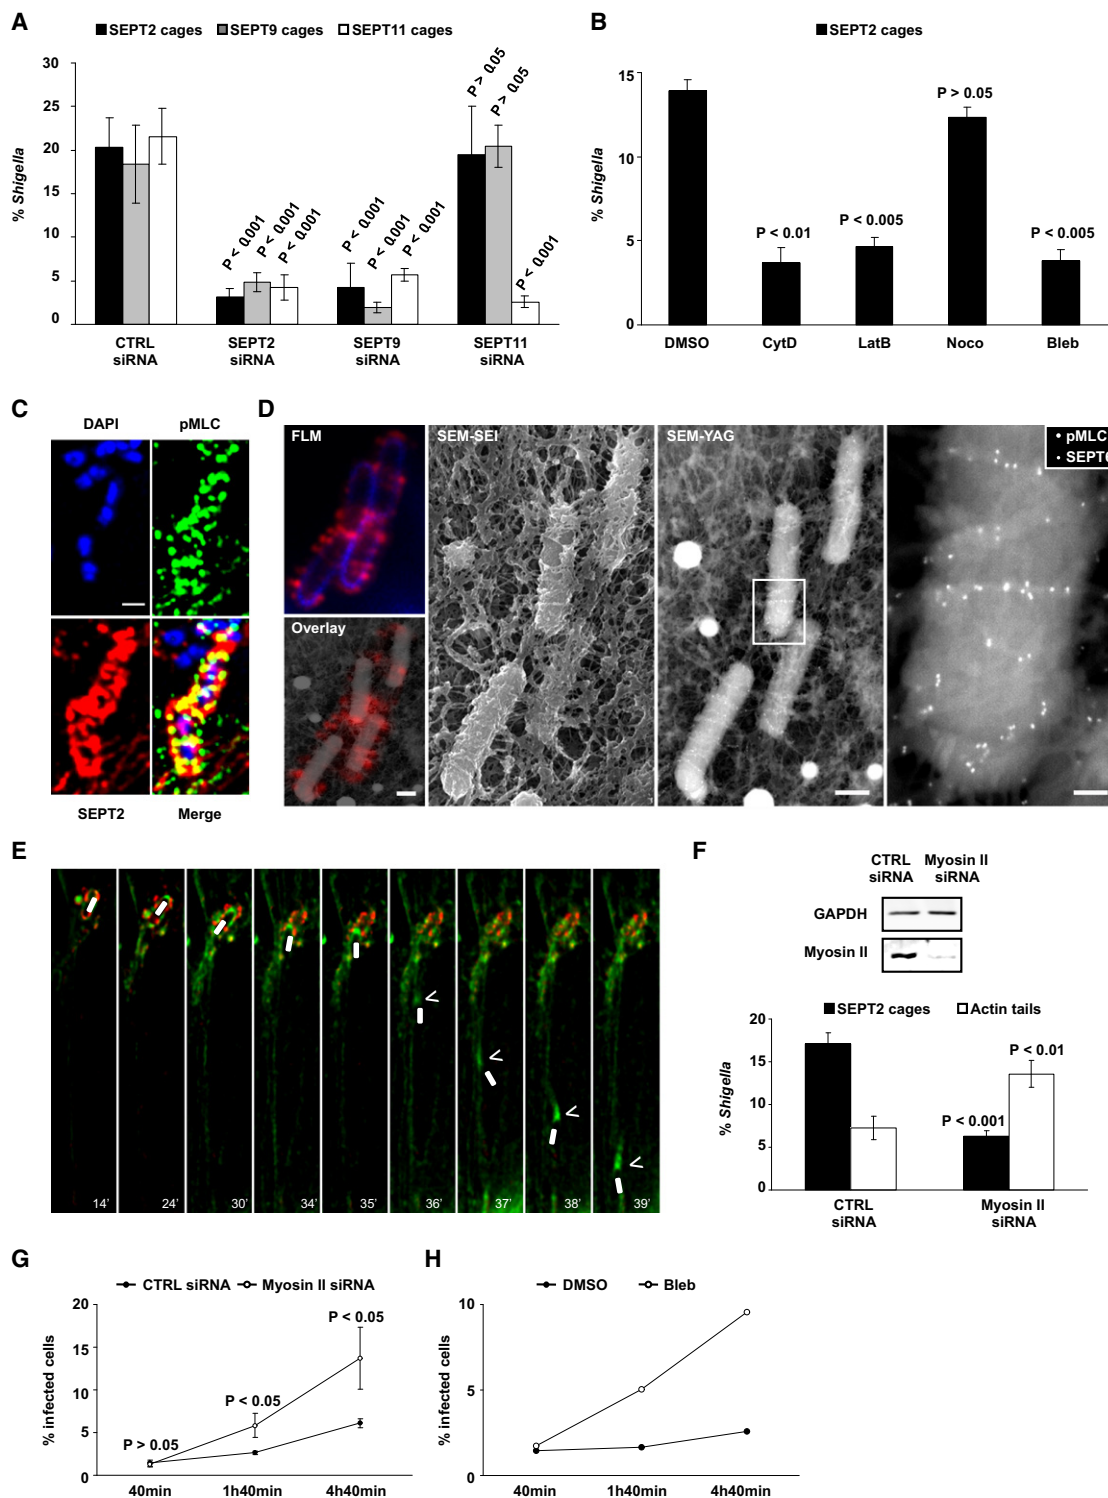 A
SEPT2 cages SEPT9 cages SEPT11 cages
30
25
20
15
10
5
0
% Shigella
P < 0.001
P < 0.001
P < 0.001
P < 0.001
P < 0.001
P < 0.001
P > 0.05
P > 0.05
P < 0.001
CTRL siRNA
SEPT2 siRNA
SEPT9 siRNA
SEPT11 siRNA
B
SEPT2 cages
15
10
5
0
% Shigella
P < 0.01
P < 0.005
P > 0.05
P < 0.005
DMSO CytD LatB Noco Bleb
C
DAPI pMLC
SEPT2 Merge
D
FLM
Overlay
SEM-SEI
SEM-YAG
pMLC
SEPT6
E
14' 24' 30' 34' 35' 36' 37' 38' 39'
F
CTRL siRNA
Myosin II siRNA
GAPDH
Myosin II
SEPT2 cages Actin tails
20
15
10
5
0
% Shigella
P < 0.001
P < 0.01
CTRL siRNA
Myosin II siRNA
G
CTRL siRNA Myosin II siRNA
20
15
10
5
0
% infected cells
P > 0.05
P < 0.05
P < 0.05
40min 1h40min 4h40min
H
DMSO Bleb
10
5
0
% infected cells
40min 1h40min 4h40min